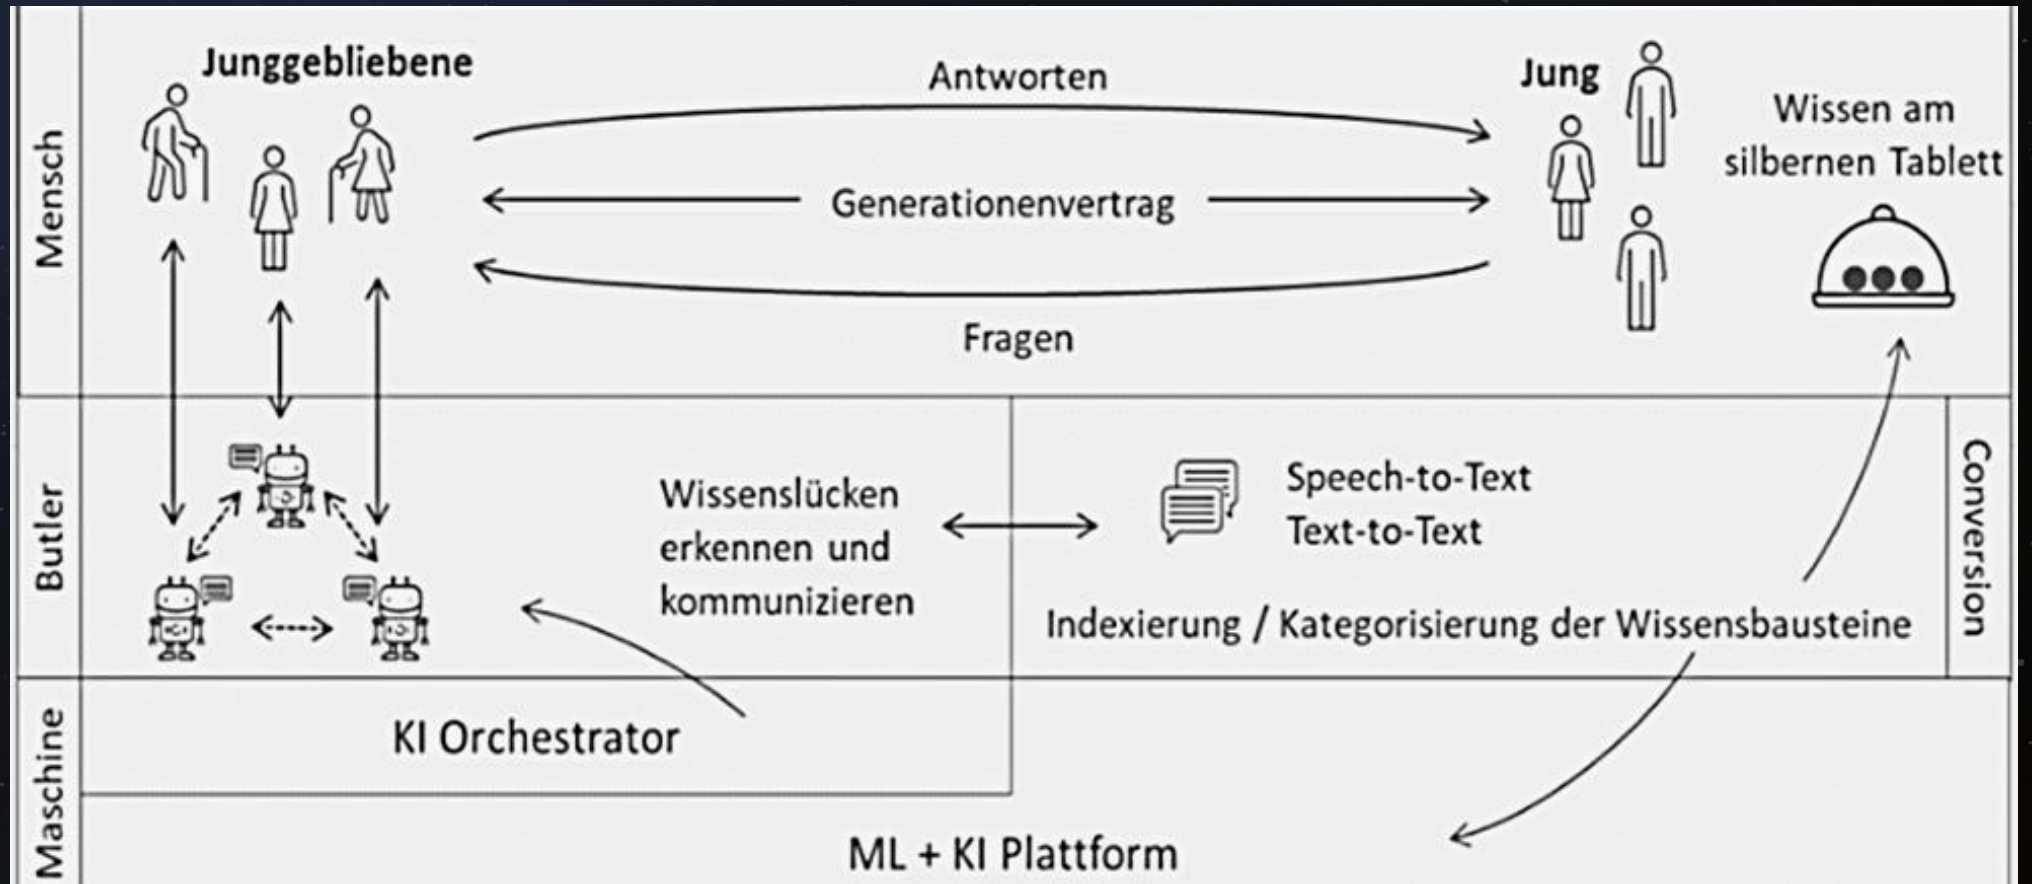 Mensch
Junggebliebene
Antworten
Generationenvertrag
Fragen
Jung
Wissen am
silbernen Tablett
Butler
Wissenslücken
erkennen und
kommunizieren
Speech-to-Text
Text-to-Text
Indexierung / Kategorisierung der Wissensbausteine
Conversion
Maschine
KI Orchestrator
ML + KI Plattform